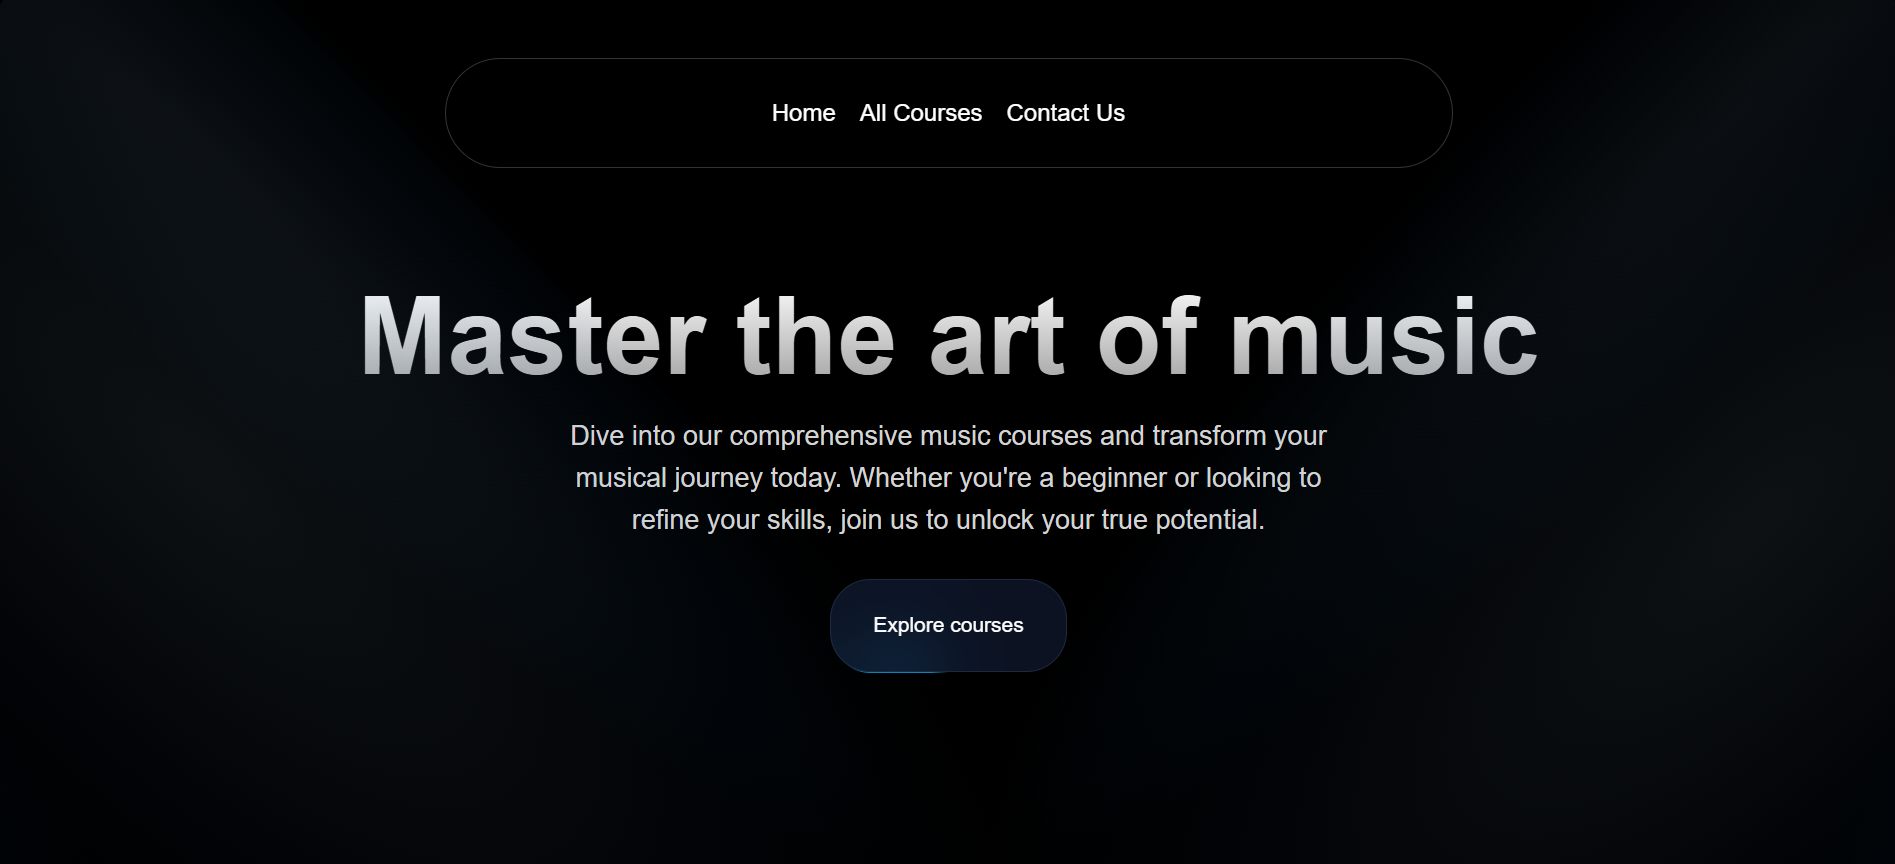 Home All Courses Contact Us
Master the art of music
Dive into our comprehensive music courses and transform your
musical journey today. Whether you're a beginner or looking to
refine your skills, join us to unlock your true potential.
Explore courses